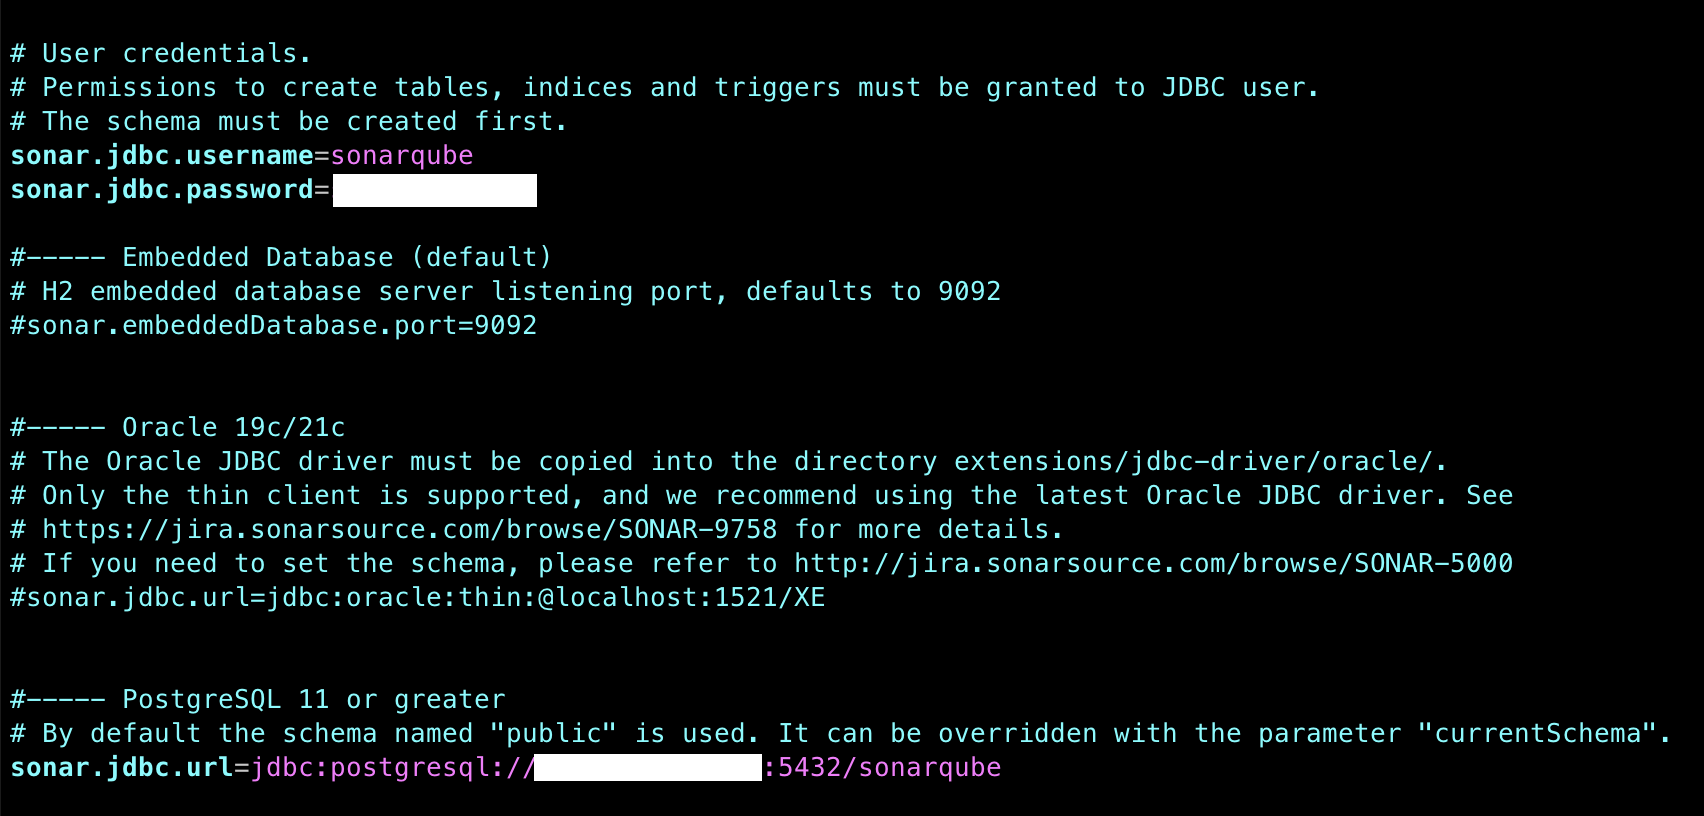 # User credentials.
# Permissions to create tables, indices and triggers must be granted to JDBC user.
# The schema must be created first.
sonar.jdbc.username=sonarqube
sonar.jdbc.password=
#----- Embedded Database (default)
# H2 embedded database server listening port, defaults to 9092
#sonar.embeddedDatabase.port=9092
#----- Oracle 19c/21c
# The Oracle JDBC driver must be copied into the directory extensions/jdbc-driver/oracle/.
# Only the thin client is supported, and we recommend using the latest Oracle JDBC driver. See
# https://jira.sonarsource.com/browse/SONAR-9758 for more details.
# If you need to set the schema, please refer to http://jira.sonarsource.com/browse/SONAR-5000
#sonar.jdbc.url=jdbc:oracle:thin:@localhost:1521/XE
#----- PostgreSQL 11 or greater
# By default the schema named "public" is used. It can be overridden with the parameter "currentSchema".
sonar.jdbc.url=jdbc:postgresql:// :5432/sonarqube